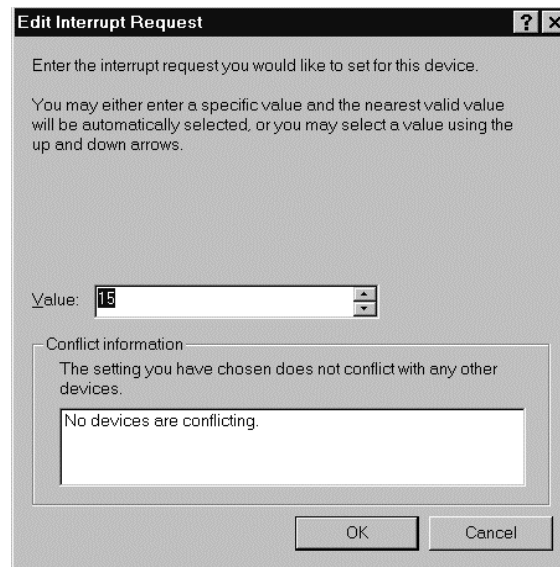 Edit Interrupt Request
? ×
Enter the interrupt request you would like to set for this device.
You may either enter a specific value and the nearest valid value
will be automatically selected, or you may select a value using the
up and down arrows.
Value: 15
Conflict information
The setting you have chosen does not conflict with any other
devices.
No devices are conflicting.
OK Cancel